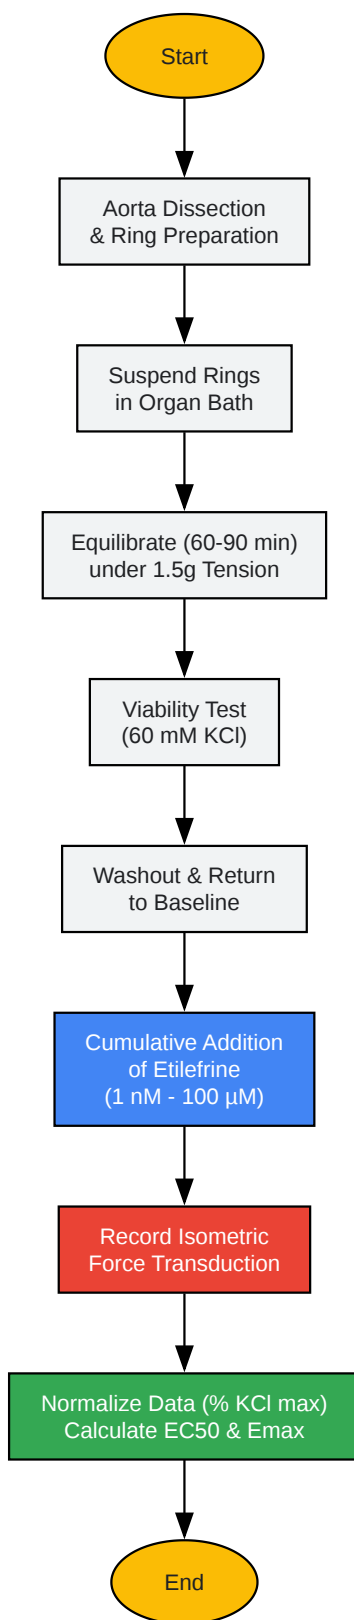 Start
Aorta Dissection
& Ring Preparation
Suspend Rings
in Organ Bath
Equilibrate (60-90 min)
under 1.5g Tension
Viability Test
(60 mM KCl)
Washout & Return
to Baseline
Cumulative Addition
of Etilefrine
(1 nM - 100 µM)
Record Isometric
Force Transduction
Normalize Data (% KCl max)
Calculate EC50 & Emax
End